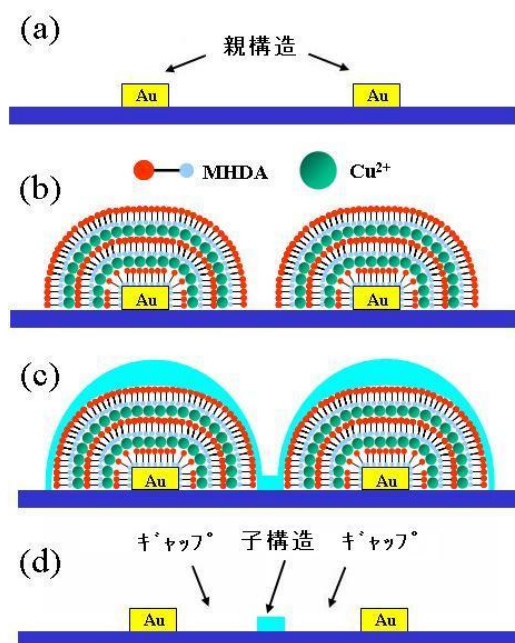 (a)
親構造
Au Au
MHDA Cu²⁺
(b)
Au Au
(c)
Au Au
ｷﾞｬｯﾌﾟ 子構造 ｷﾞｬｯﾌﾟ
(d)
Au Au